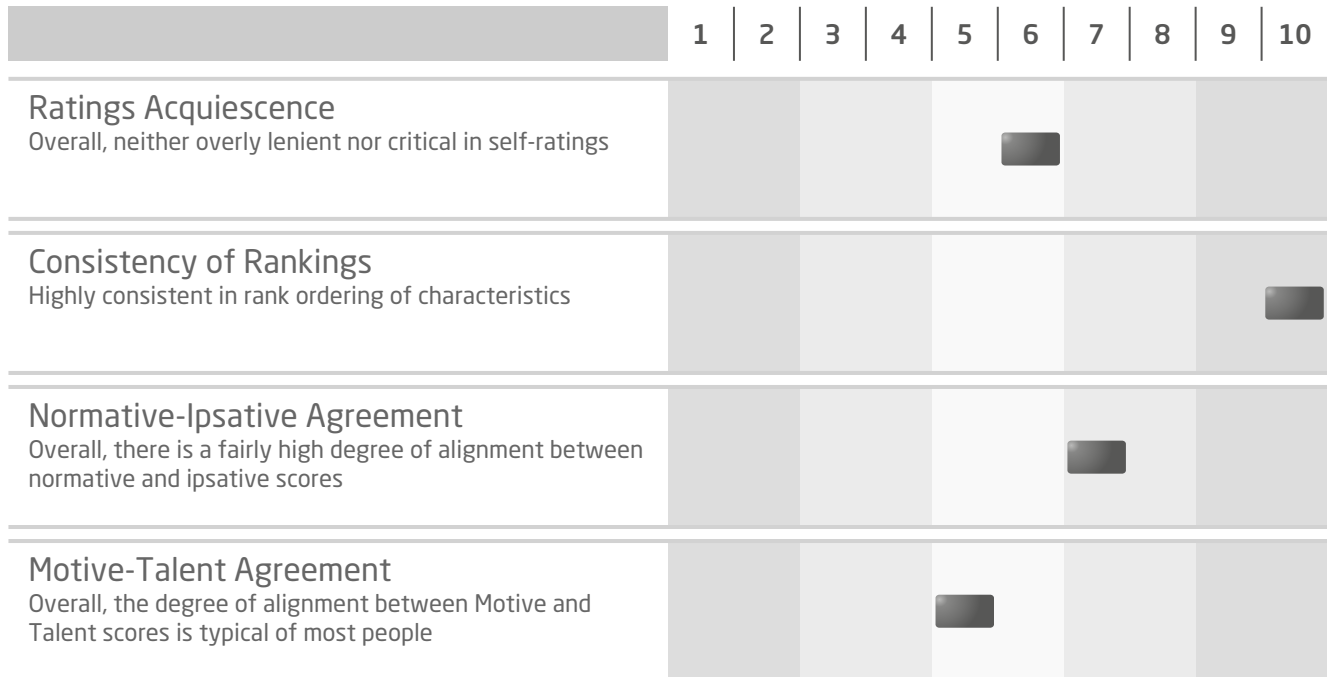 1 2 3 4 5 6 7 8 9 10
Ratings Acquiescence
Overall, neither overly lenient nor critical in self-ratings
Consistency of Rankings
Highly consistent in rank ordering of characteristics
Normative-Ipsative Agreement
Overall, there is a fairly high degree of alignment between
normative and ipsative scores
Motive-Talent Agreement
Overall, the degree of alignment between Motive and
Talent scores is typical of most people